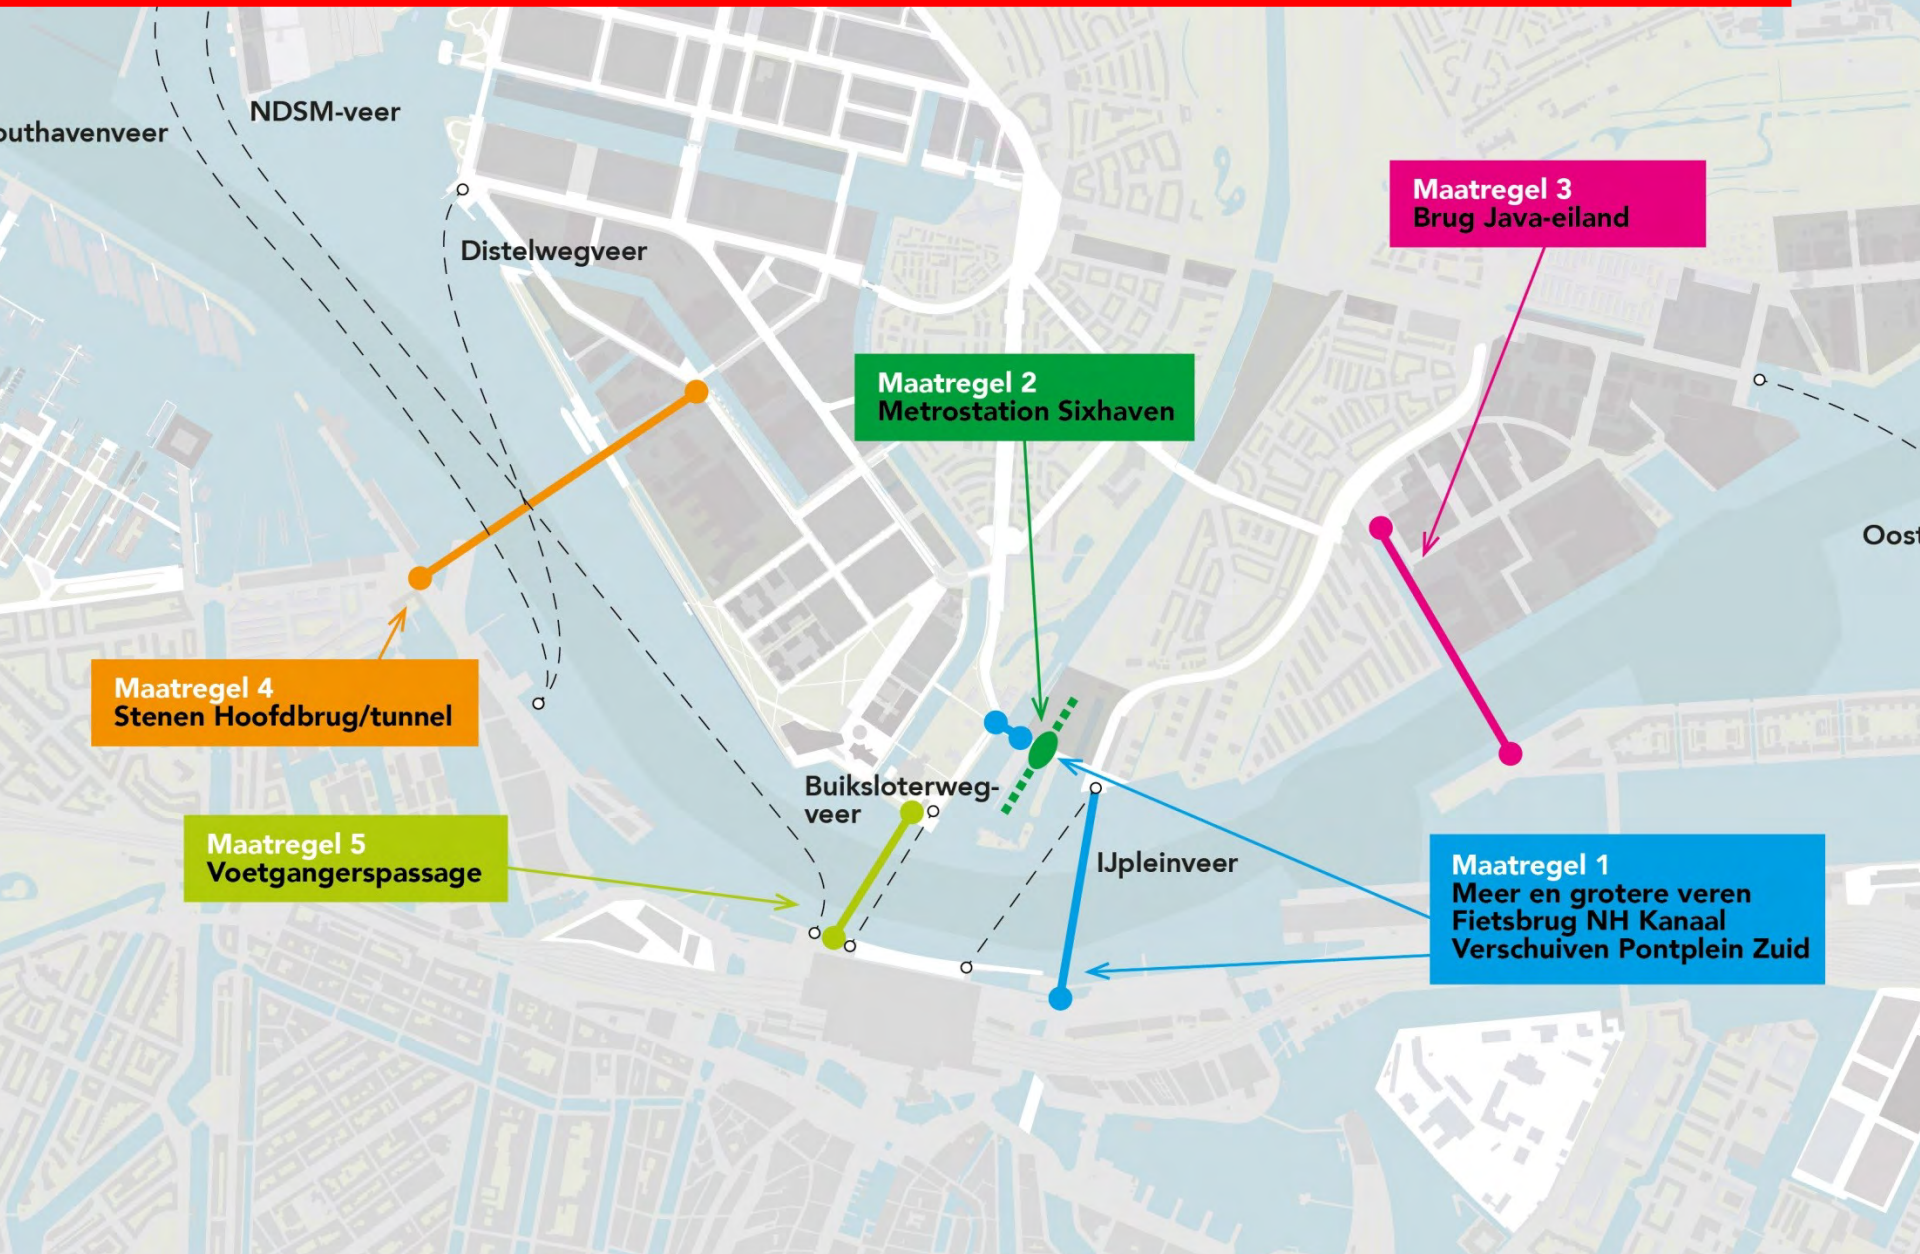 NDSM-veer
outhavenveer
Maatregel 3
Brug Java-eiland
Distelwegveer
Maatregel 2
Metrostation Sixhaven
Oost
Maatregel 4
Stenen Hoofdbrug/tunnel
Buiksloterweg-
veer
Maatregel 5
Voetgangerspassage
IJpleinveer
Maatregel 1
Meer en grotere veren
Fietsbrug NH Kanaal
Verschuiven Pontplein Zuid